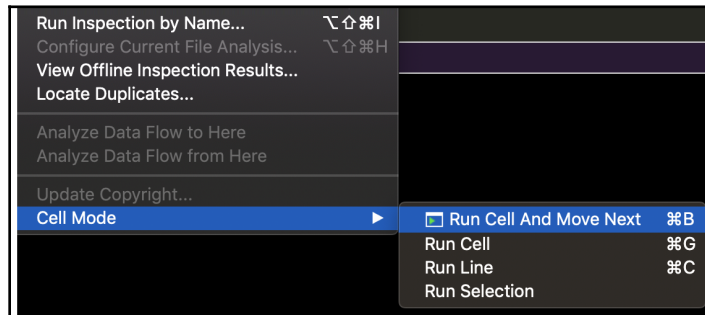 Run Inspection by Name... ⌥⇧⌘I
Configure Current File Analysis... ⌥⇧⌘H
View Offline Inspection Results...
Locate Duplicates...
Analyze Data Flow to Here
Analyze Data Flow from Here
Update Copyright...
Cell Mode ▶
Run Cell And Move Next ⌘B
Run Cell ⌘G
Run Line ⌘C
Run Selection